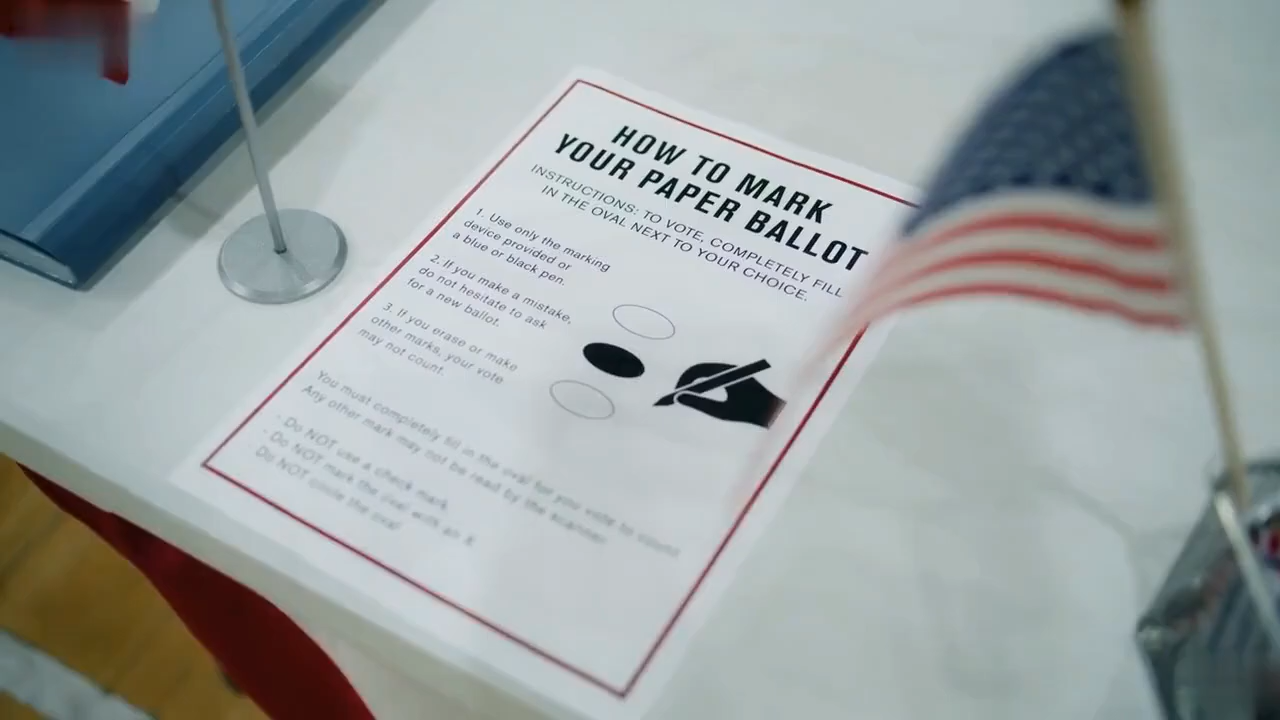 HOW TO MARK
YOUR PAPER BALLOT
INSTRUCTIONS: TO VOTE, COMPLETELY FILL
IN THE OVAL NEXT TO YOUR CHOICE.
1. Use only the marking
device provided or
a blue or black pen.
2. If you make a mistake,
do not hesitate to ask
for a new ballot.
3. If you erase or make
other marks, your vote
may not count.
You must completely fill in the oval for your vote to count
Any other mark may not be read by the scanner.
- Do NOT use a check mark
- Do NOT mark the oval with an X
- Do NOT circle the oval